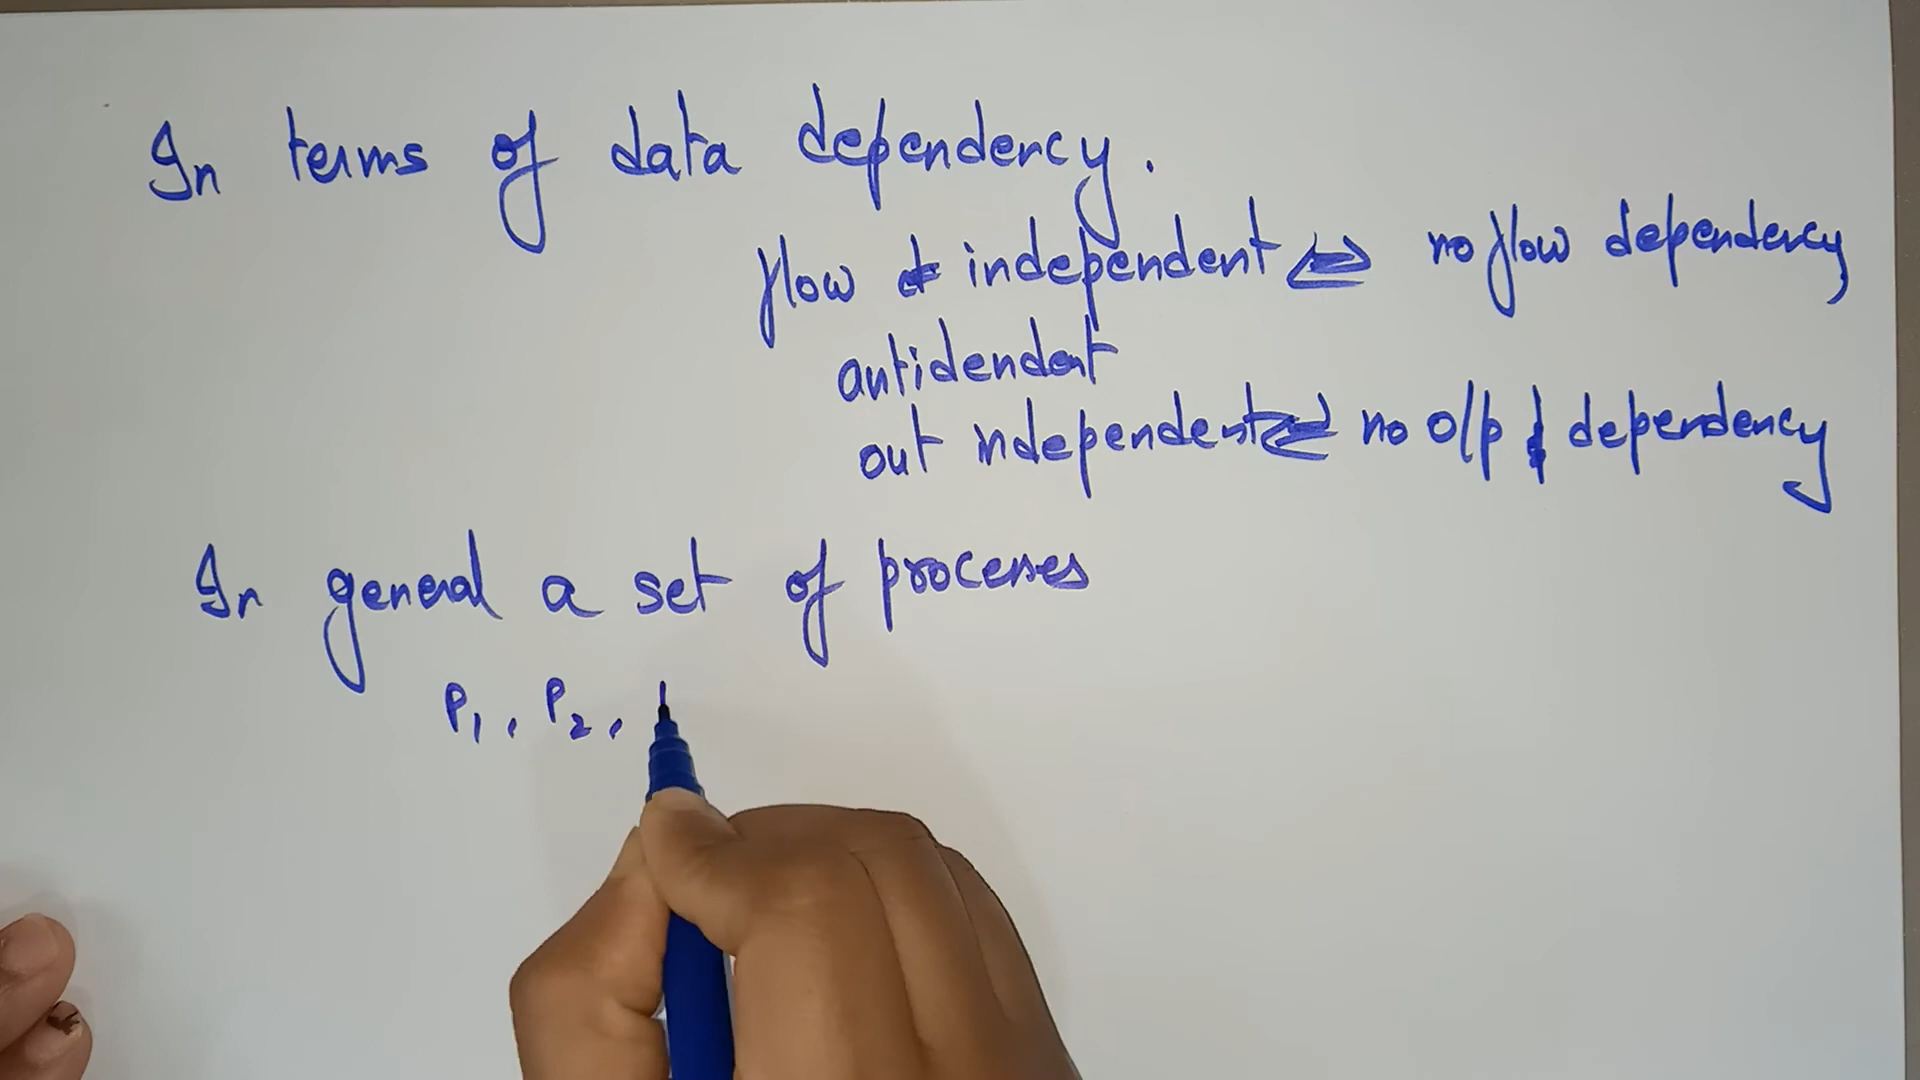 In terms of data dependency.
flow independent ⇔ no flow dependency
antidendent
out independent ⇔ no o/p dependency
In general a set of processes
P1, P2,